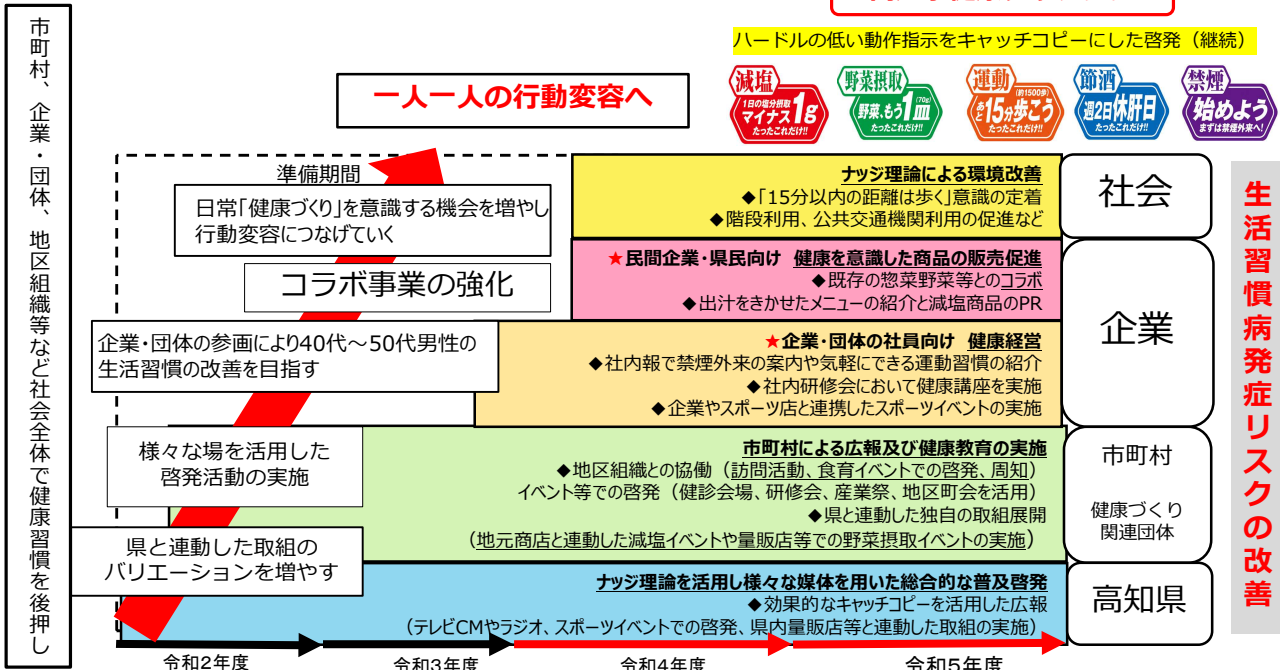 ハードルの低い動作指示をキャッチコピーにした啓発（継続）
減塩
1日の塩分摂取
マイナス1g
たったこれだけ!!
野菜摂取
野菜、もう1皿(70g)
たったこれだけ!!
運動
(約1500歩)
あと15分歩こう
たったこれだけ!!
節酒
週2日休肝日
たったこれだけ!!
禁煙
始めよう
まずは禁煙外来へ!
一人一人の行動変容へ
市町村、企業・団体、地区組織等など社会全体で健康習慣を後押し
準備期間
日常「健康づくり」を意識する機会を増やし
行動変容につなげていく
コラボ事業の強化
企業・団体の参画により40代～50代男性の
生活習慣の改善を目指す
様々な場を活用した
啓発活動の実施
県と連動した取組の
バリエーションを増やす
ナッジ理論による環境改善
◆「15分以内の距離は歩く」意識の定着
◆階段利用、公共交通機関利用の促進など
社会
★民間企業・県民向け 健康を意識した商品の販売促進
◆既存の惣菜野菜等とのコラボ
◆出汁をきかせたメニューの紹介と減塩商品のPR
★企業・団体の社員向け 健康経営
◆社内報で禁煙外来の案内や気軽にできる運動習慣の紹介
◆社内研修会において健康講座を実施
◆企業やスポーツ店と連携したスポーツイベントの実施
企業
市町村による広報及び健康教育の実施
◆地区組織との協働（訪問活動、食育イベントでの啓発、周知）
イベント等での啓発（健診会場、研修会、産業祭、地区町会を活用）
◆県と連動した独自の取組展開
（地元商店と連動した減塩イベントや量販店等での野菜摂取イベントの実施）
市町村
健康づくり
関連団体
ナッジ理論を活用し様々な媒体を用いた総合的な普及啓発
◆効果的なキャッチコピーを活用した広報
（テレビCMやラジオ、スポーツイベントでの啓発、県内量販店等と連動した取組の実施）
高知県
令和2年度
令和3年度
令和4年度
令和5年度
生活習慣病発症リスクの改善